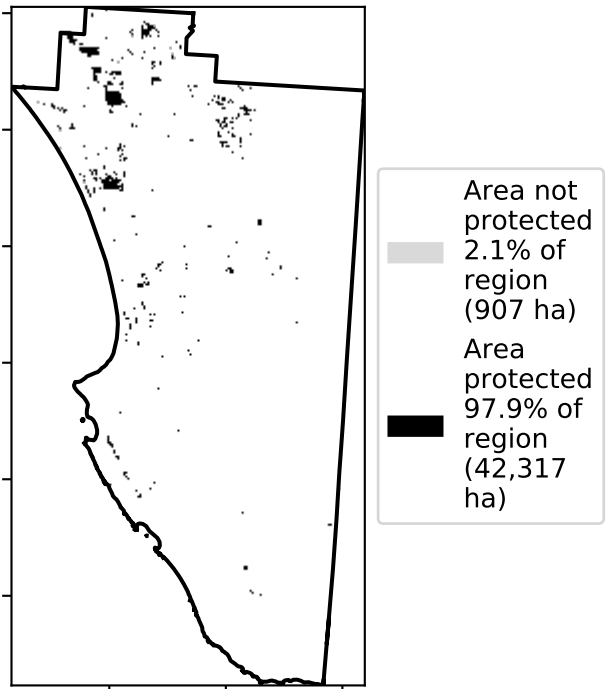 Area not
protected
2.1% of
region
(907 ha)
Area
protected
97.9% of
region
(42,317
ha)